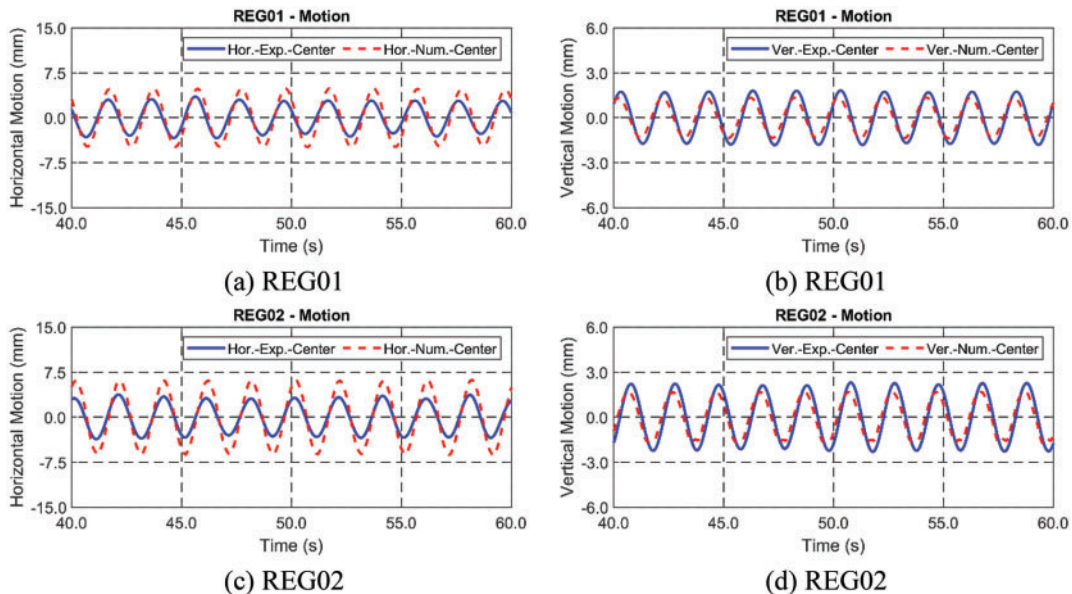 REG01 - Motion
Hor.-Exp.-Center Hor.-Num.-Center
Horizontal Motion (mm)
15.0
7.5
0.0
-7.5
-15.0
40.0 45.0 50.0 55.0 60.0
Time (s)
(a) REG01
REG01 - Motion
Ver.-Exp.-Center Ver.-Num.-Center
Vertical Motion (mm)
6.0
3.0
0.0
-3.0
-6.0
40.0 45.0 50.0 55.0 60.0
Time (s)
(b) REG01
REG02 - Motion
Hor.-Exp.-Center Hor.-Num.-Center
Horizontal Motion (mm)
15.0
7.5
0.0
-7.5
-15.0
40.0 45.0 50.0 55.0 60.0
Time (s)
(c) REG02
REG02 - Motion
Ver.-Exp.-Center Ver.-Num.-Center
Vertical Motion (mm)
6.0
3.0
0.0
-3.0
-6.0
40.0 45.0 50.0 55.0 60.0
Time (s)
(d) REG02